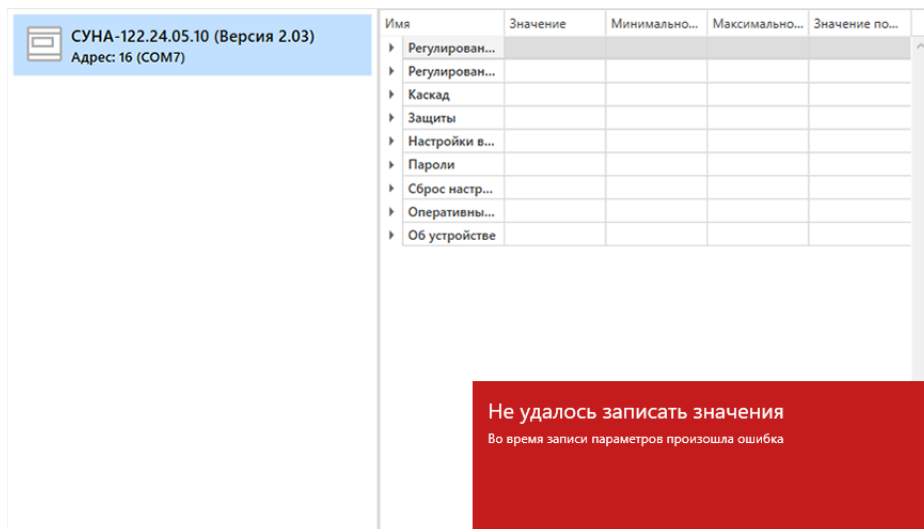 СУНА-122.24.05.10 (Версия 2.03)
Адрес: 16 (COM7)
Имя Значение Минимально... Максимально... Значение по...
Регулирован...
Регулирован...
Каскад
Защиты
Настройки в...
Пароли
Сброс настр...
Оперативны...
Об устройстве
Не удалось записать значения
Во время записи параметров произошла ошибка